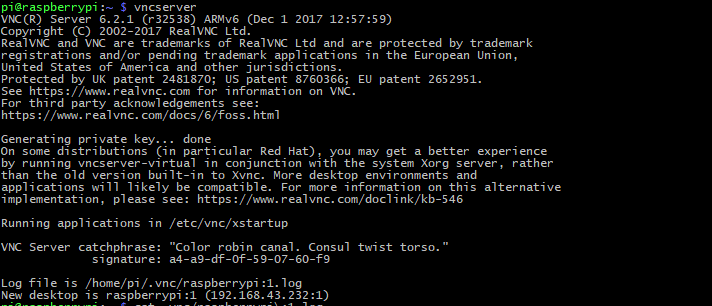 pi@raspberrypi:~ $ vncserver
VNC(R) Server 6.2.1 (r32538) ARMv6 (Dec 1 2017 12:57:59)
Copyright (C) 2002-2017 RealVNC Ltd.
RealVNC and VNC are trademarks of RealVNC Ltd and are protected by trademark
registrations and/or pending trademark applications in the European Union,
United States of America and other jurisdictions.
Protected by UK patent 2481870; US patent 8760366; EU patent 2652951.
See https://www.realvnc.com for information on VNC.
For third party acknowledgements see:
https://www.realvnc.com/docs/6/foss.html
Generating private key... done
On some distributions (in particular Red Hat), you may get a better experience
by running vncserver-virtual in conjunction with the system Xorg server, rather
than the old version built-in to Xvnc. More desktop environments and
applications will likely be compatible. For more information on this alternative
implementation, please see: https://www.realvnc.com/doclink/kb-546
Running applications in /etc/vnc/xstartup
VNC Server catchphrase: "Color robin canal. Consul twist torso."
signature: a4-a9-df-0f-59-07-60-f9
Log file is /home/pi/.vnc/raspberrypi:1.log
New desktop is raspberrypi:1 (192.168.43.232:1)